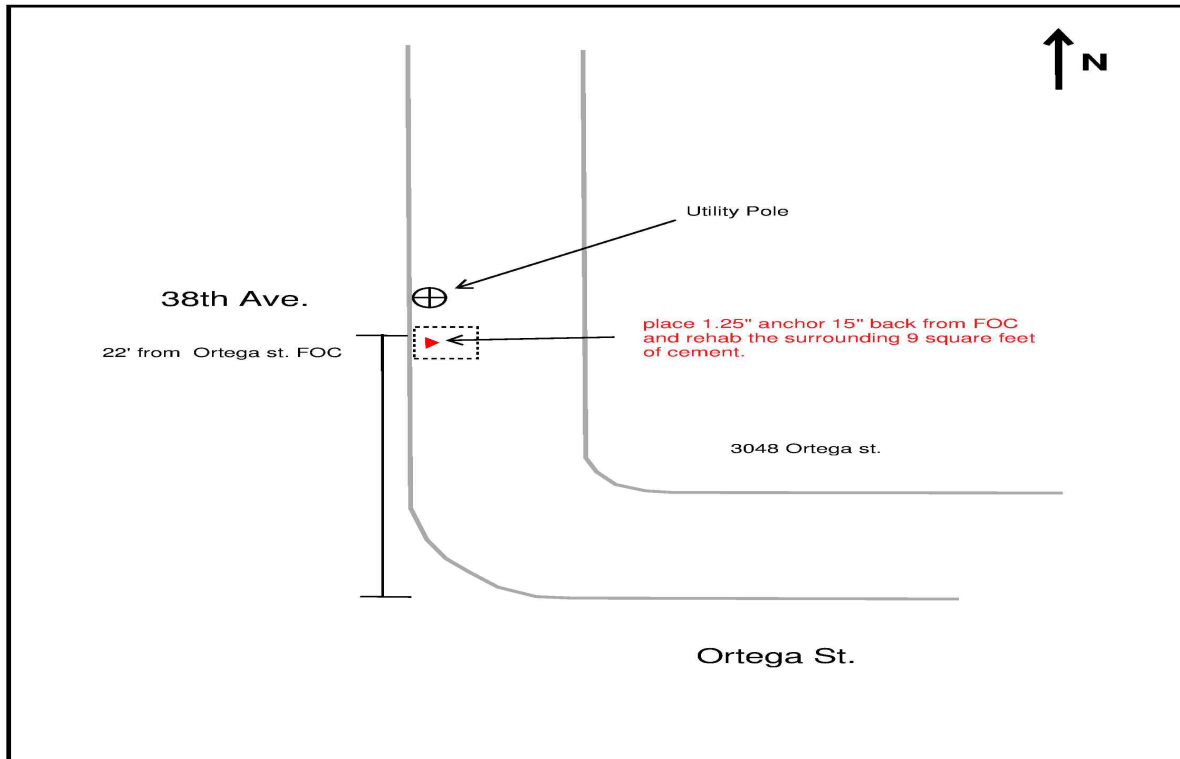 N
Utility Pole
38th Ave.
place 1.25" anchor 15" back from FOC
and rehab the surrounding 9 square feet
of cement.
22' from Ortega st. FOC
3048 Ortega st.
Ortega St.